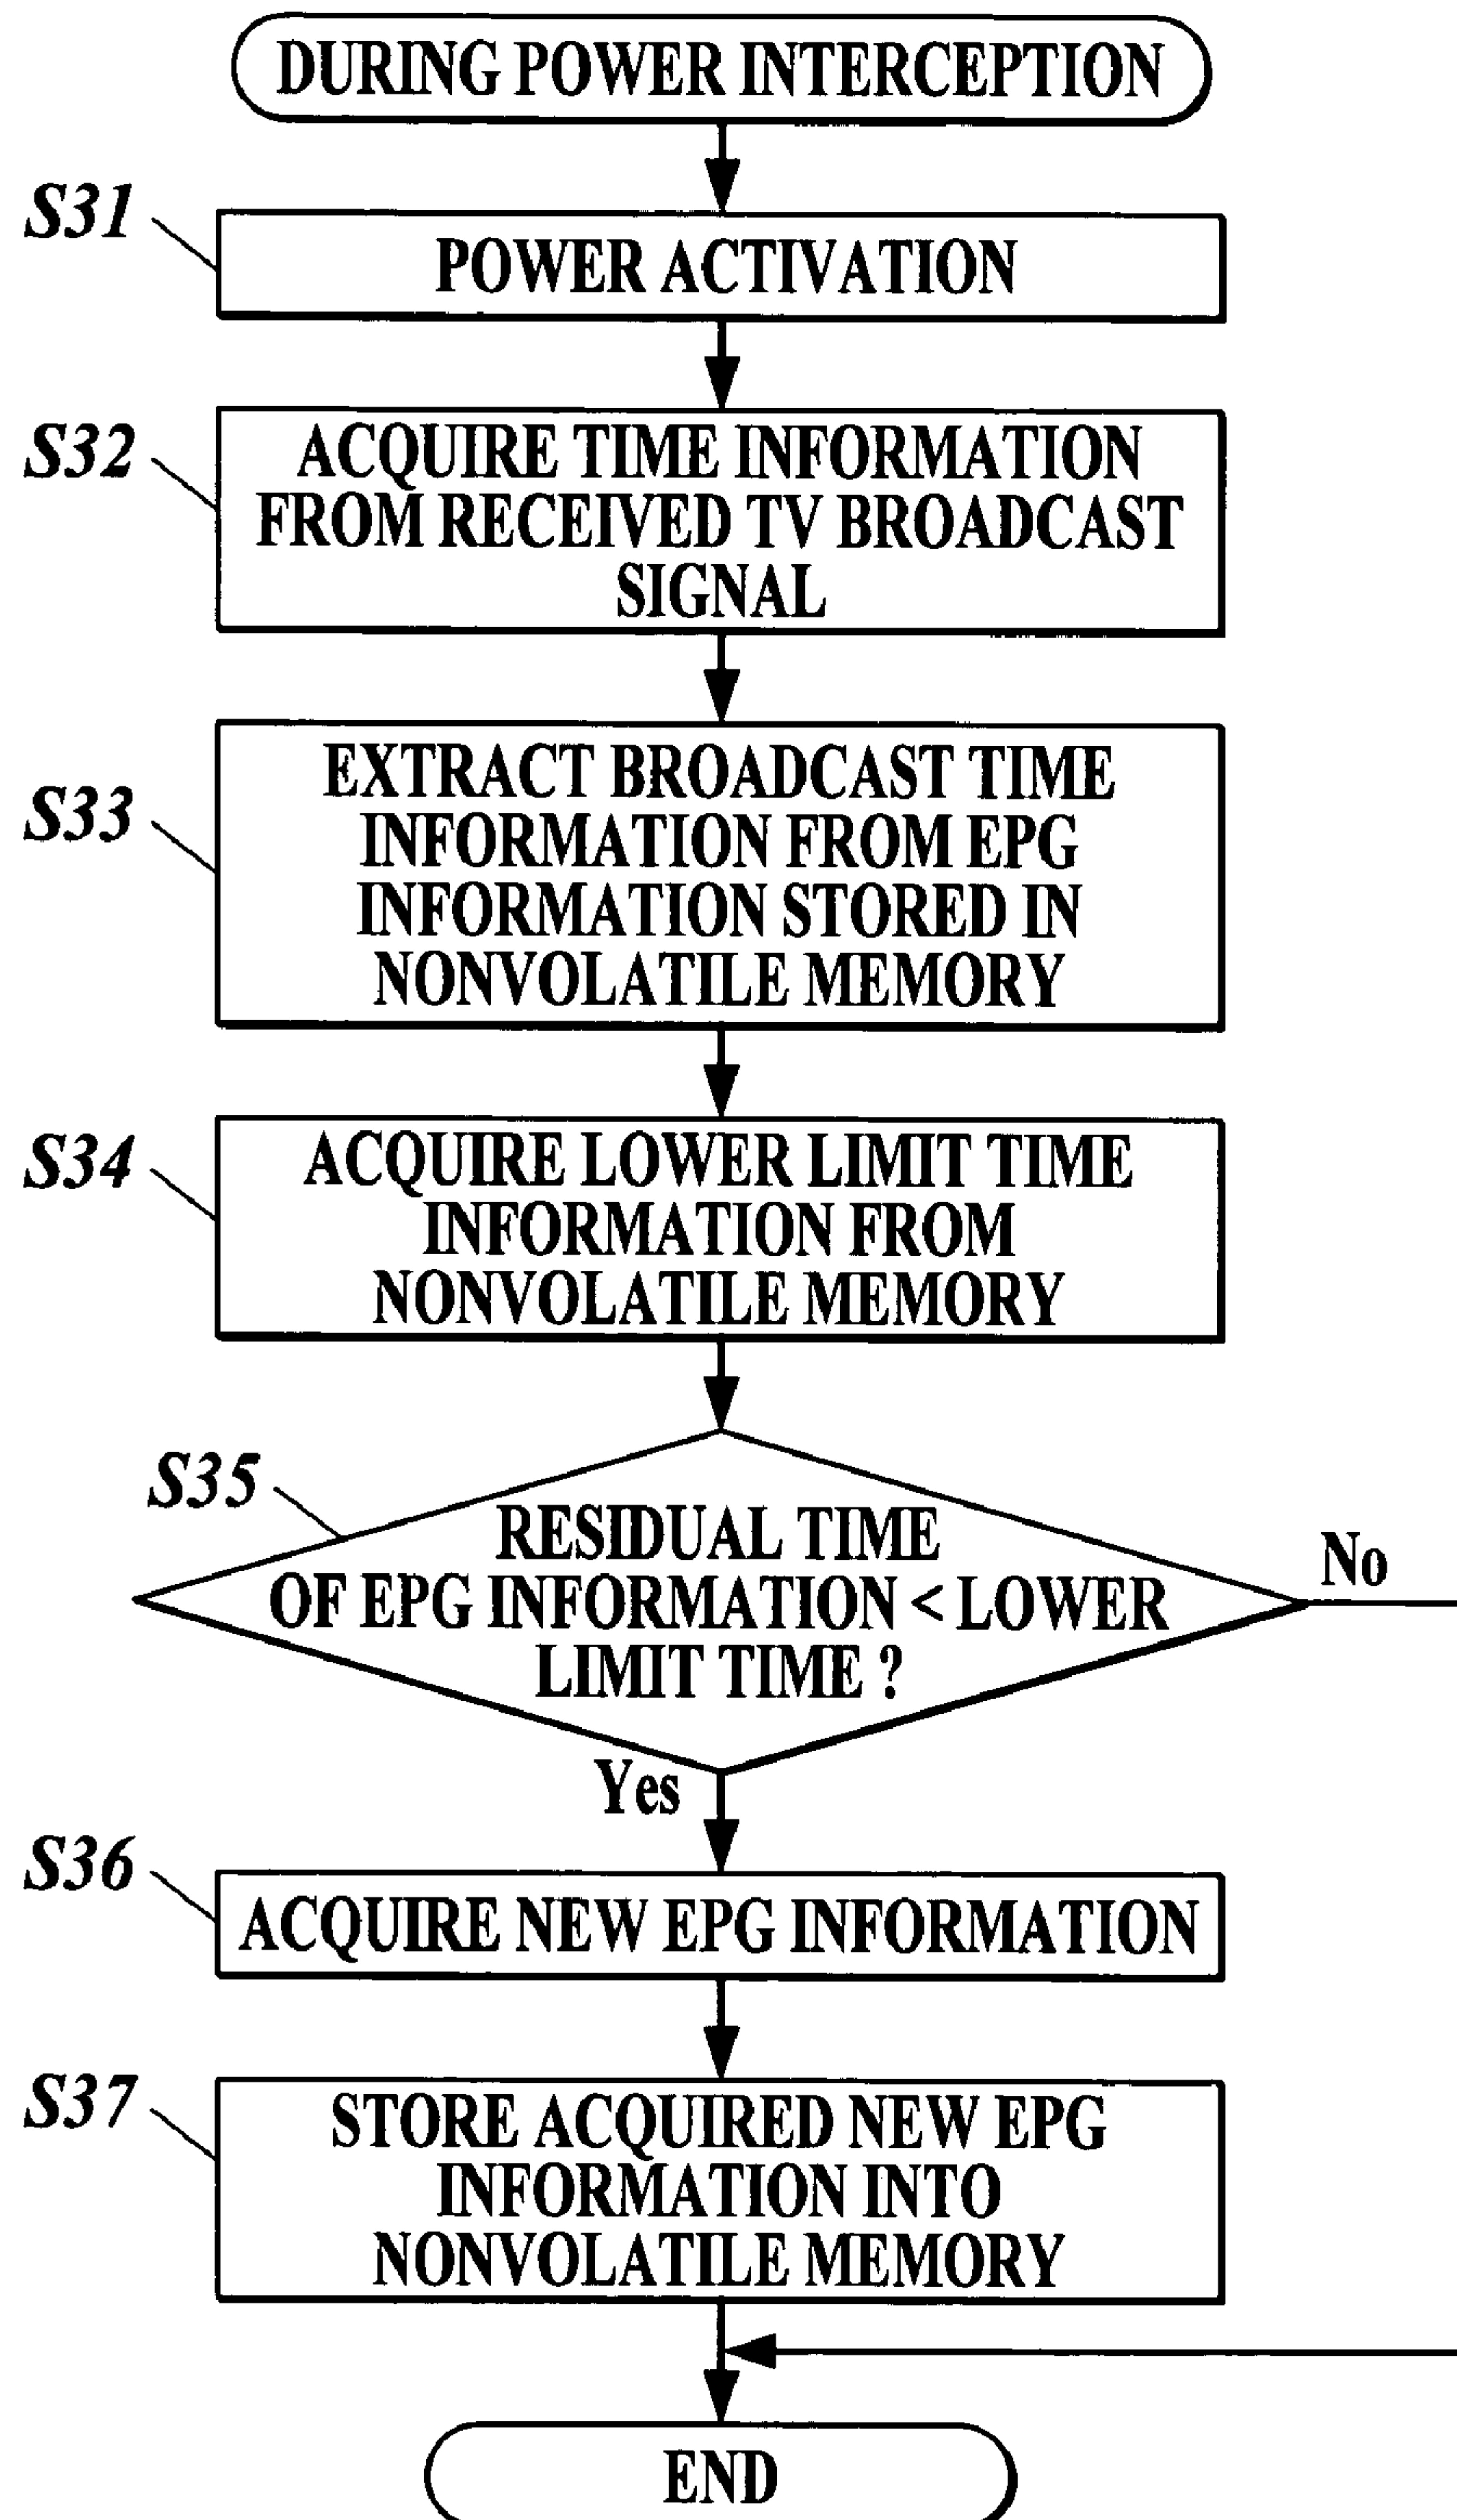 DURING POWER INTERCEPTION
S31
POWER ACTIVATION
S32
ACQUIRE TIME INFORMATION
FROM RECEIVED TV BROADCAST
SIGNAL
S33
EXTRACT BROADCAST TIME
INFORMATION FROM EPG
INFORMATION STORED IN
NONVOLATILE MEMORY
S34
ACQUIRE LOWER LIMIT TIME
INFORMATION FROM
NONVOLATILE MEMORY
S35
RESIDUAL TIME
OF EPG INFORMATION < LOWER
LIMIT TIME ?
No
Yes
S36
ACQUIRE NEW EPG INFORMATION
S37
STORE ACQUIRED NEW EPG
INFORMATION INTO
NONVOLATILE MEMORY
END